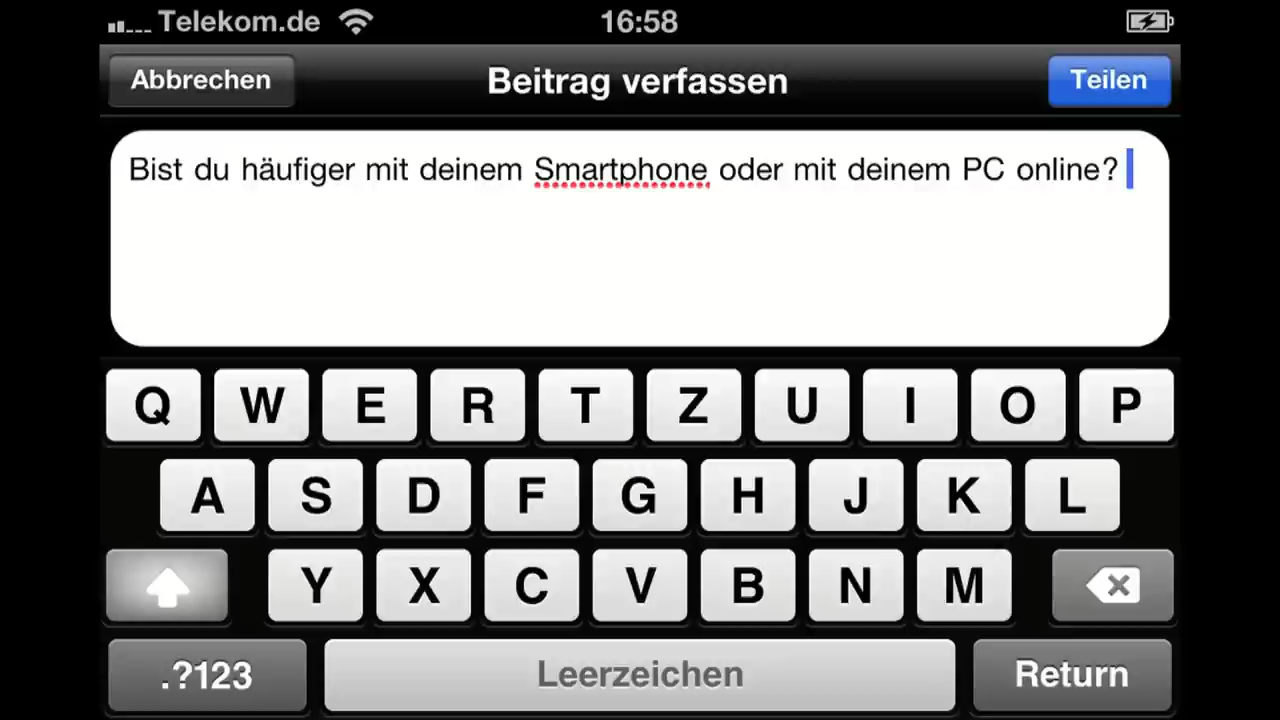 Telekom.de 16:58
Abbrechen Beitrag verfassen Teilen
Bist du häufiger mit deinem Smartphone oder mit deinem PC online?
Q W E R T Z U I O P
A S D F G H J K L
Y X C V B N M
.?123 Leerzeichen Return